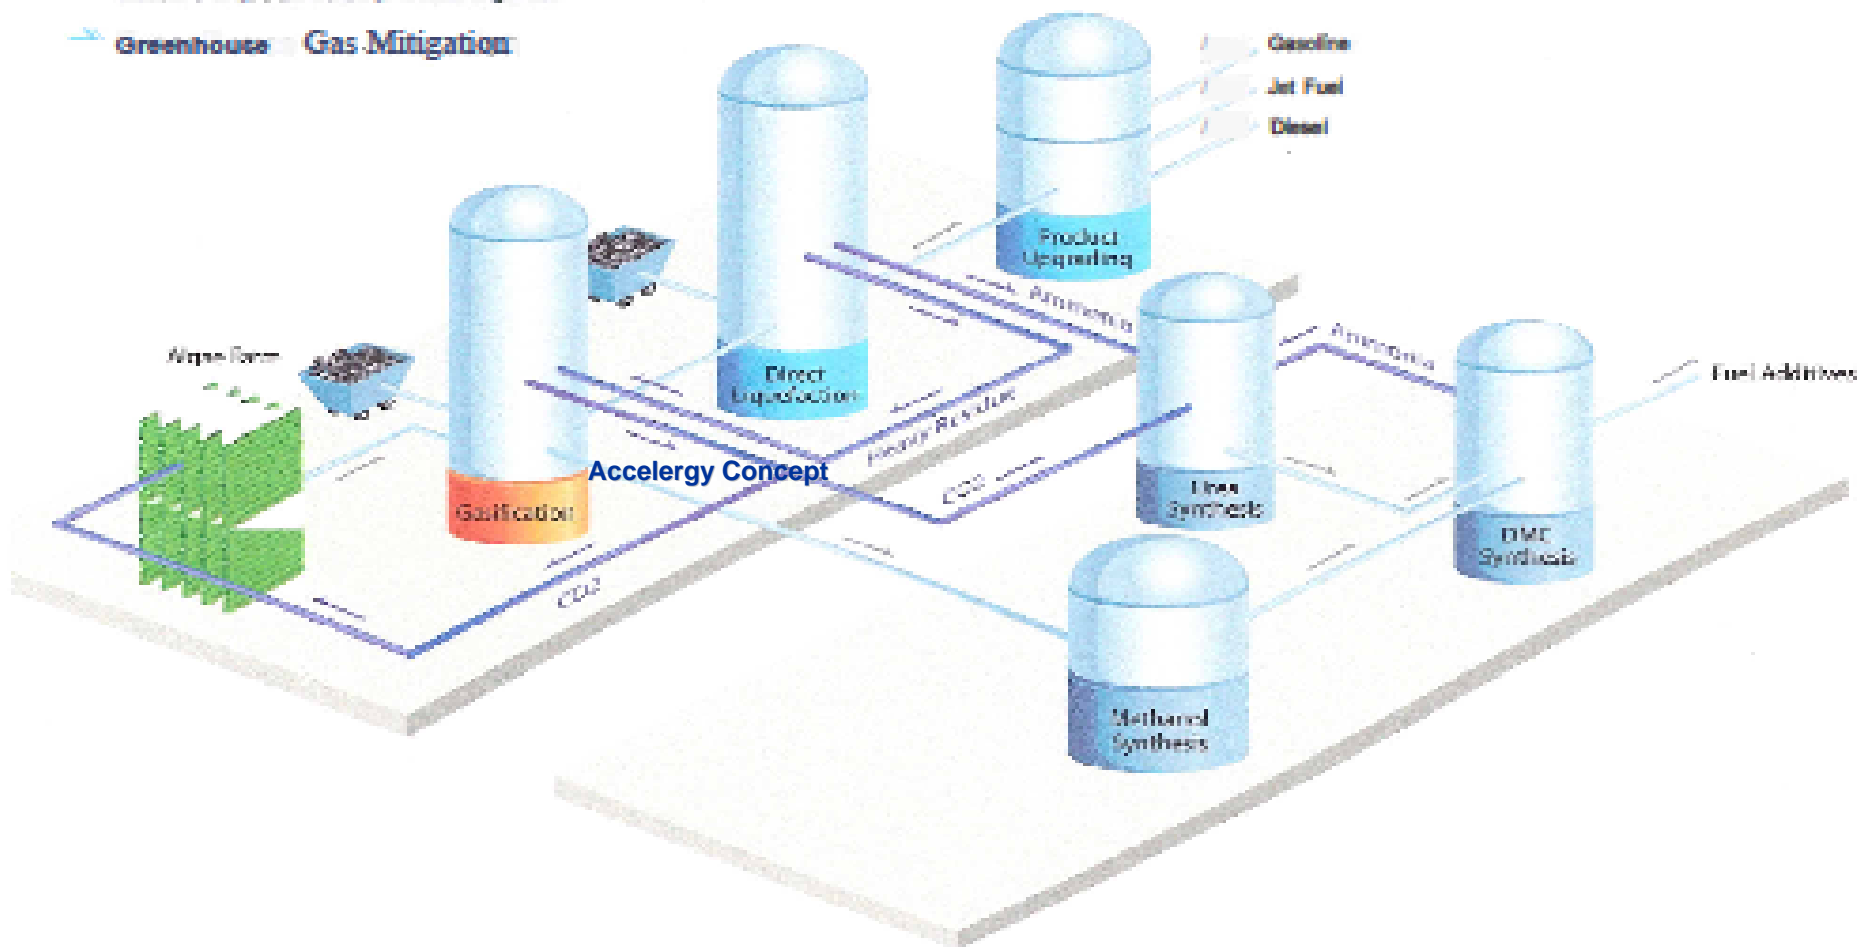 Greenhouse Gas Mitigation
Gasoline
Jet Fuel
Diesel
Product
Upgrading
Ammonia
Ammonia
Algae Farm
Direct
Liquefaction
Fuel Additives
Heavy Residue
Accelergy Concept
CO2
Urea
Synthesis
Gasification
DMC
Synthesis
CO2
Methanol
Synthesis